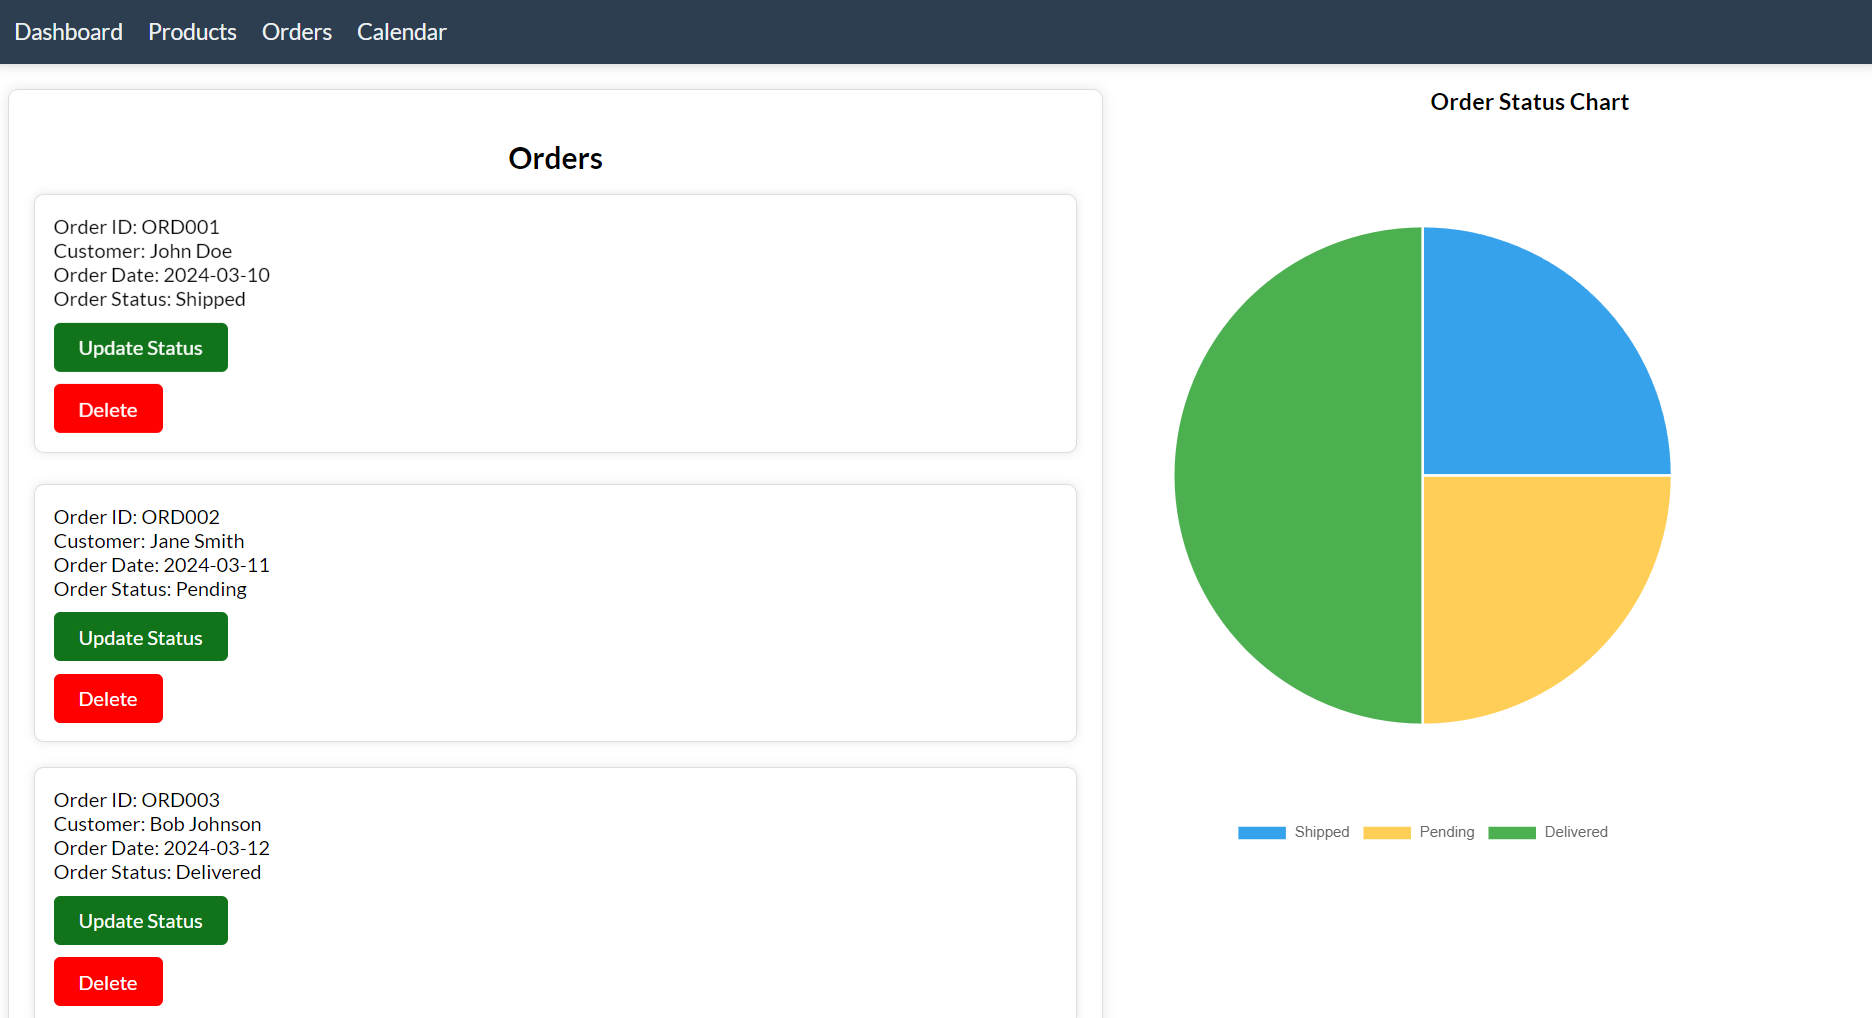 Dashboard Products Orders Calendar
Orders
Order ID: ORD001
Customer: John Doe
Order Date: 2024-03-10
Order Status: Shipped
Update Status
Delete
Order ID: ORD002
Customer: Jane Smith
Order Date: 2024-03-11
Order Status: Pending
Update Status
Delete
Order ID: ORD003
Customer: Bob Johnson
Order Date: 2024-03-12
Order Status: Delivered
Update Status
Delete
Order Status Chart
Shipped Pending Delivered